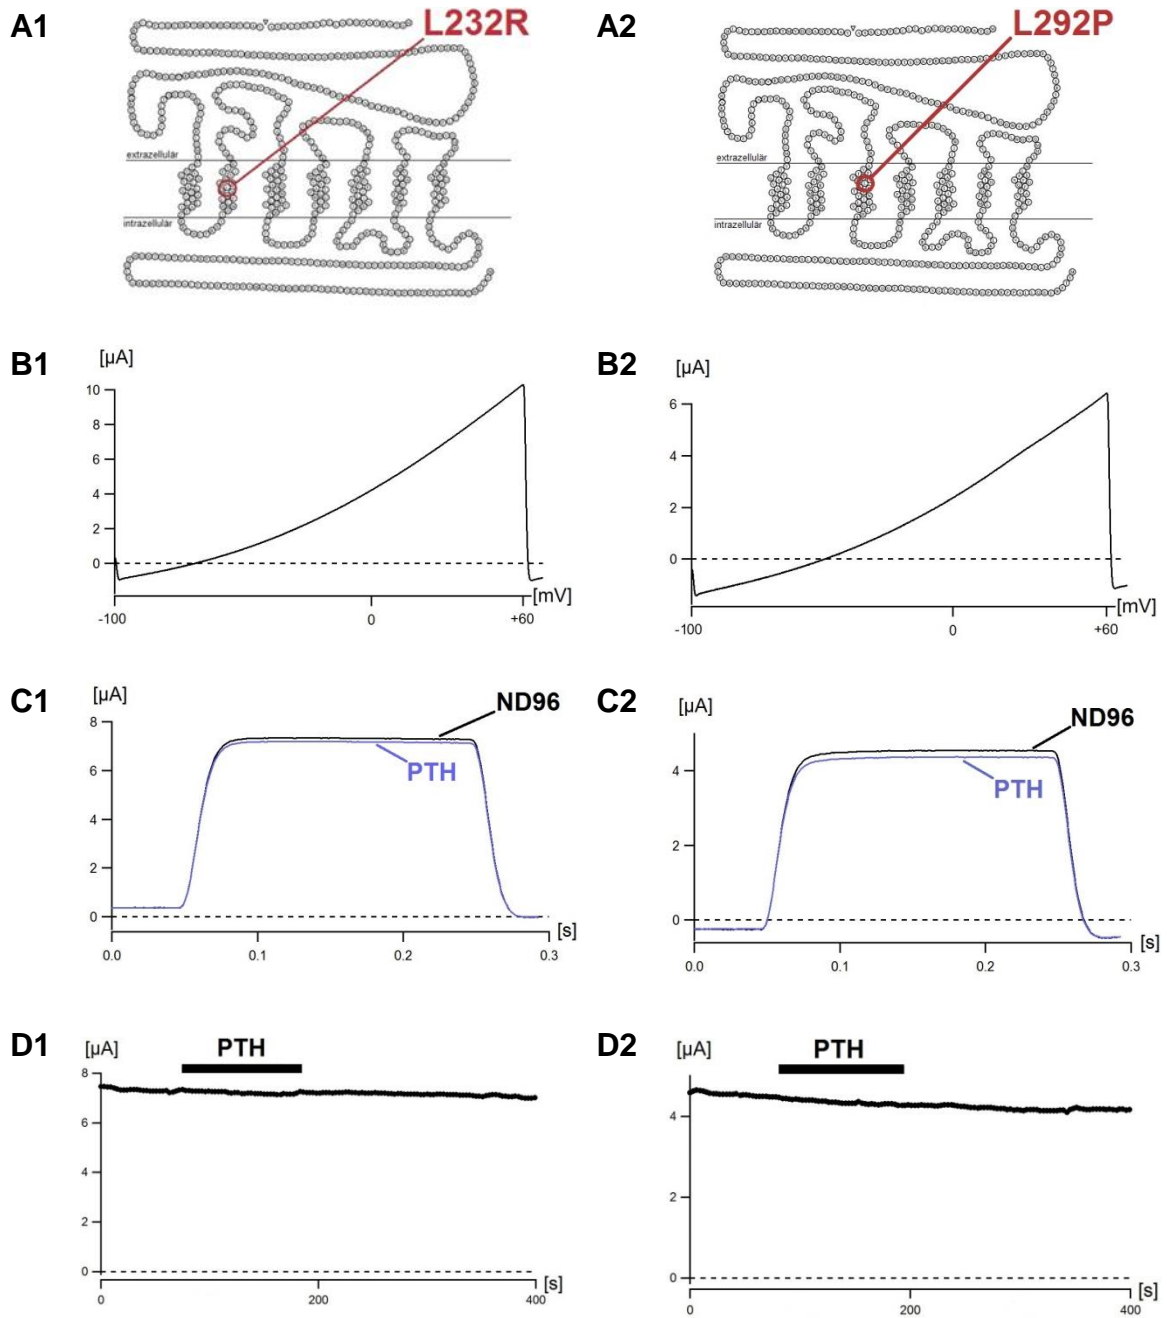 A1
L232R
extrazellulär
intrazellulär
A2
L292P
extrazellulär
intrazellulär
B1
[µA]
10
8
6
4
2
0
-100
0
+60
[mV]
B2
[µA]
6
4
2
0
-100
0
+60
[mV]
C1
[µA]
ND96
PTH
8
6
4
2
0
0.0
0.1
0.2
0.3
[s]
C2
[µA]
ND96
PTH
4
2
0
0.0
0.1
0.2
0.3
[s]
D1
[µA]
PTH
8
6
4
2
0
0
200
400
[s]
D2
[µA]
PTH
4
2
0
0
200
400
[s]